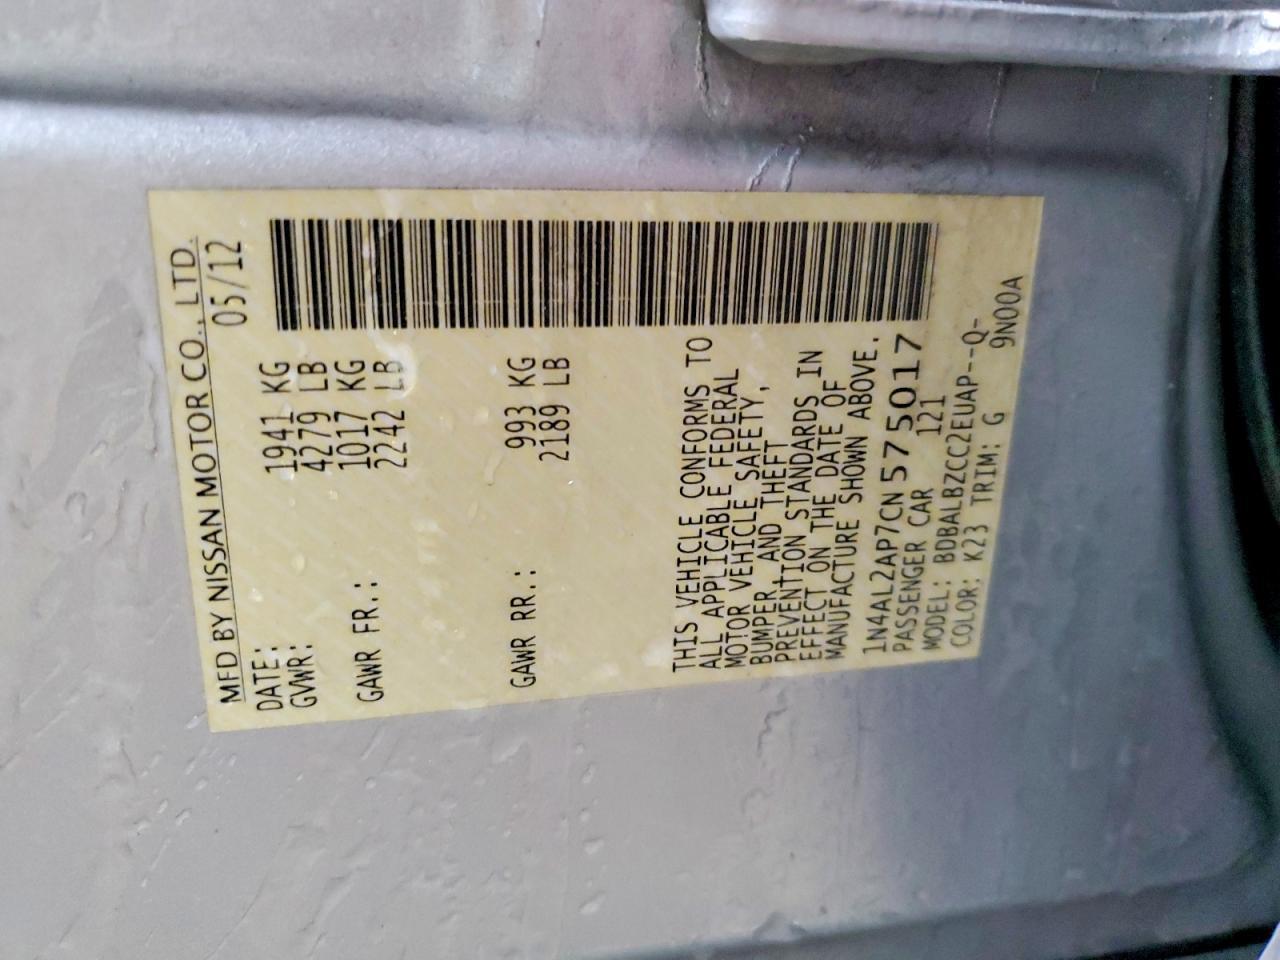 MFD BY NISSAN MOTOR CO., LTD.
DATE: 05/12
GVWR: 1941 KG
4279 LB
GAWR FR.: 1017 KG
2242 LB
GAWR RR.: 993 KG
2189 LB
THIS VEHICLE CONFORMS TO
ALL APPLICABLE FEDERAL
MOTOR VEHICLE SAFETY,
BUMPER, AND THEFT
PREVENTION STANDARDS IN
EFFECT ON THE DATE OF
MANUFACTURE SHOWN ABOVE.
1N4AL2AP7CN575017
PASSENGER CAR 121
MODEL: BDBALBZCC2EUAP--Q-
COLOR: K23 TRIM: G 9N00A